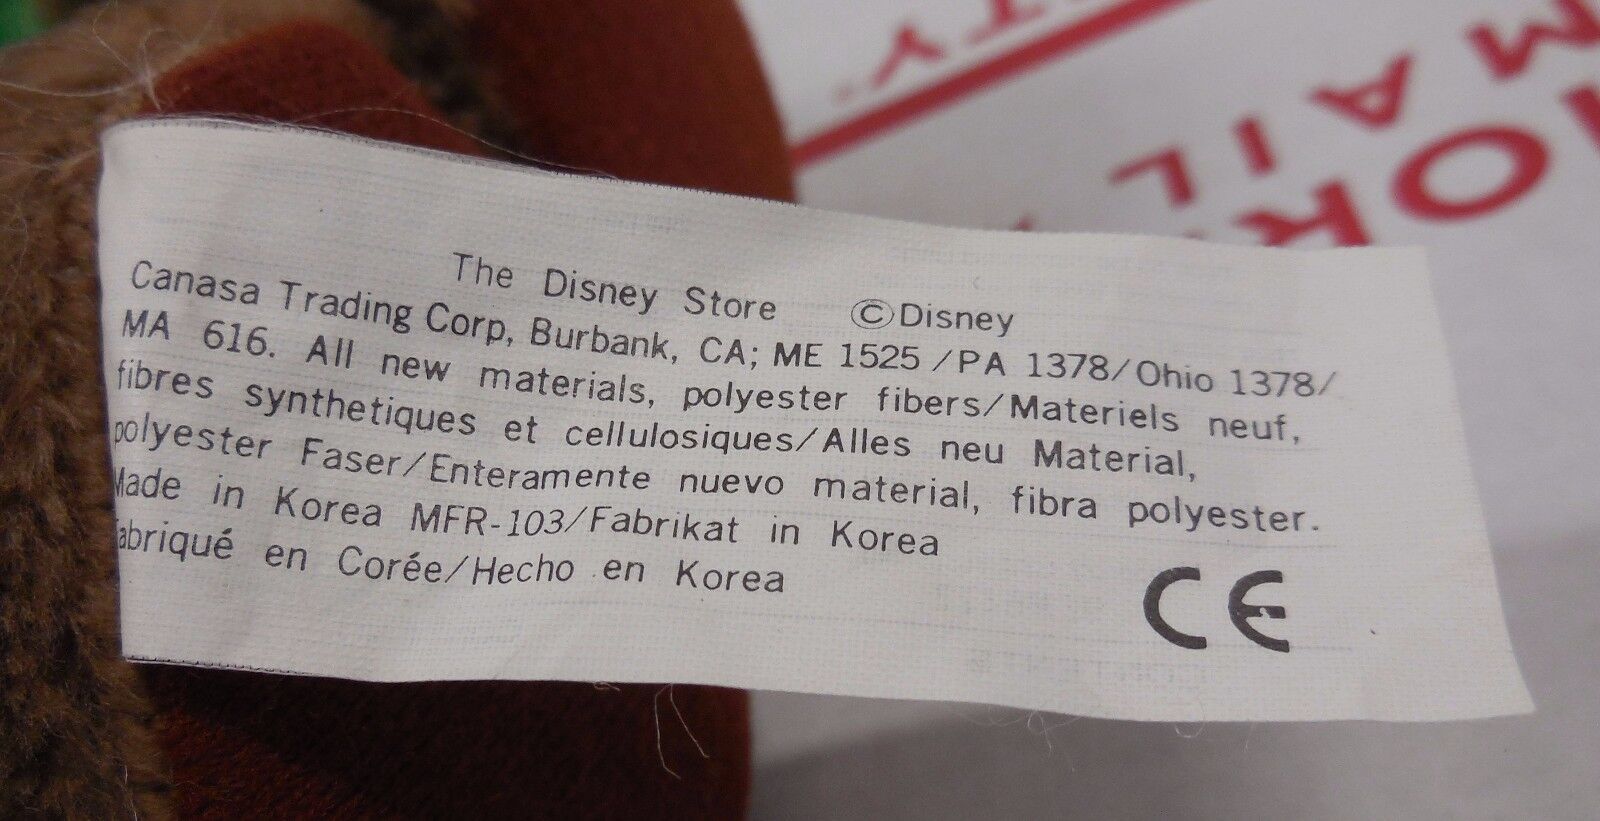 The Disney Store ©Disney
Canasa Trading Corp, Burbank, CA; ME 1525 /PA 1378/Ohio 1378/
MA 616. All new materials, polyester fibers/Materiels neuf,
fibres synthetiques et cellulosiques/Alles neu Material,
polyester Faser/Enteramente nuevo material, fibra polyester.
Made in Korea MFR-103/Fabrikat in Korea
fabriqué en Corée/Hecho en Korea
CE
MAIL